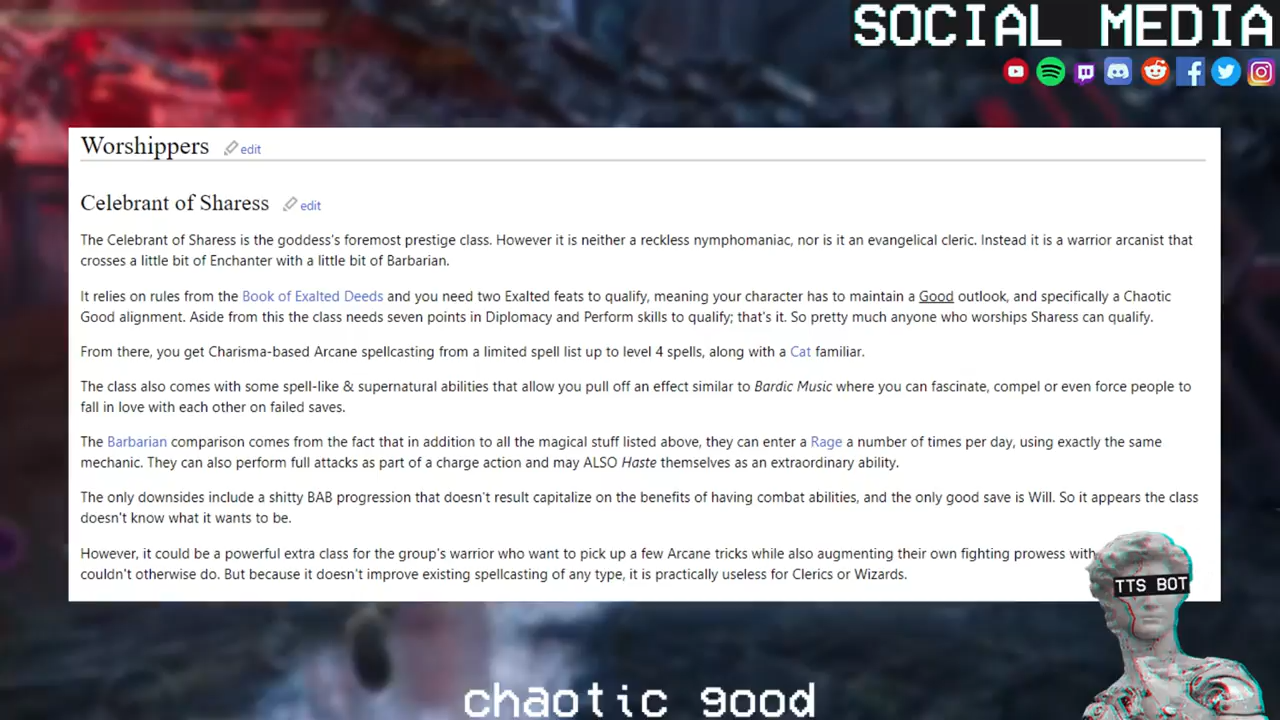 SOCIAL MEDIA
Worshippers edit
Celebrant of Sharess edit
The Celebrant of Sharess is the goddess's foremost prestige class. However it is neither a reckless nymphomaniac, nor is it an evangelical cleric. Instead it is a warrior arcanist that
crosses a little bit of Enchanter with a little bit of Barbarian.
It relies on rules from the Book of Exalted Deeds and you need two Exalted feats to qualify, meaning your character has to maintain a Good outlook, and specifically a Chaotic
Good alignment. Aside from this the class needs seven points in Diplomacy and Perform skills to qualify; that's it. So pretty much anyone who worships Sharess can qualify.
From there, you get Charisma-based Arcane spellcasting from a limited spell list up to level 4 spells, along with a Cat familiar.
The class also comes with some spell-like & supernatural abilities that allow you pull off an effect similar to Bardic Music where you can fascinate, compel or even force people to
fall in love with each other on failed saves.
The Barbarian comparison comes from the fact that in addition to all the magical stuff listed above, they can enter a Rage a number of times per day, using exactly the same
mechanic. They can also perform full attacks as part of a charge action and may ALSO Haste themselves as an extraordinary ability.
The only downsides include a shitty BAB progression that doesn't result capitalize on the benefits of having combat abilities, and the only good save is Will. So it appears the class
doesn't know what it wants to be.
However, it could be a powerful extra class for the group's warrior who want to pick up a few Arcane tricks while also augmenting their own fighting prowess with
couldn't otherwise do. But because it doesn't improve existing spellcasting of any type, it is practically useless for Clerics or Wizards.
TTS BOT
chaotic good